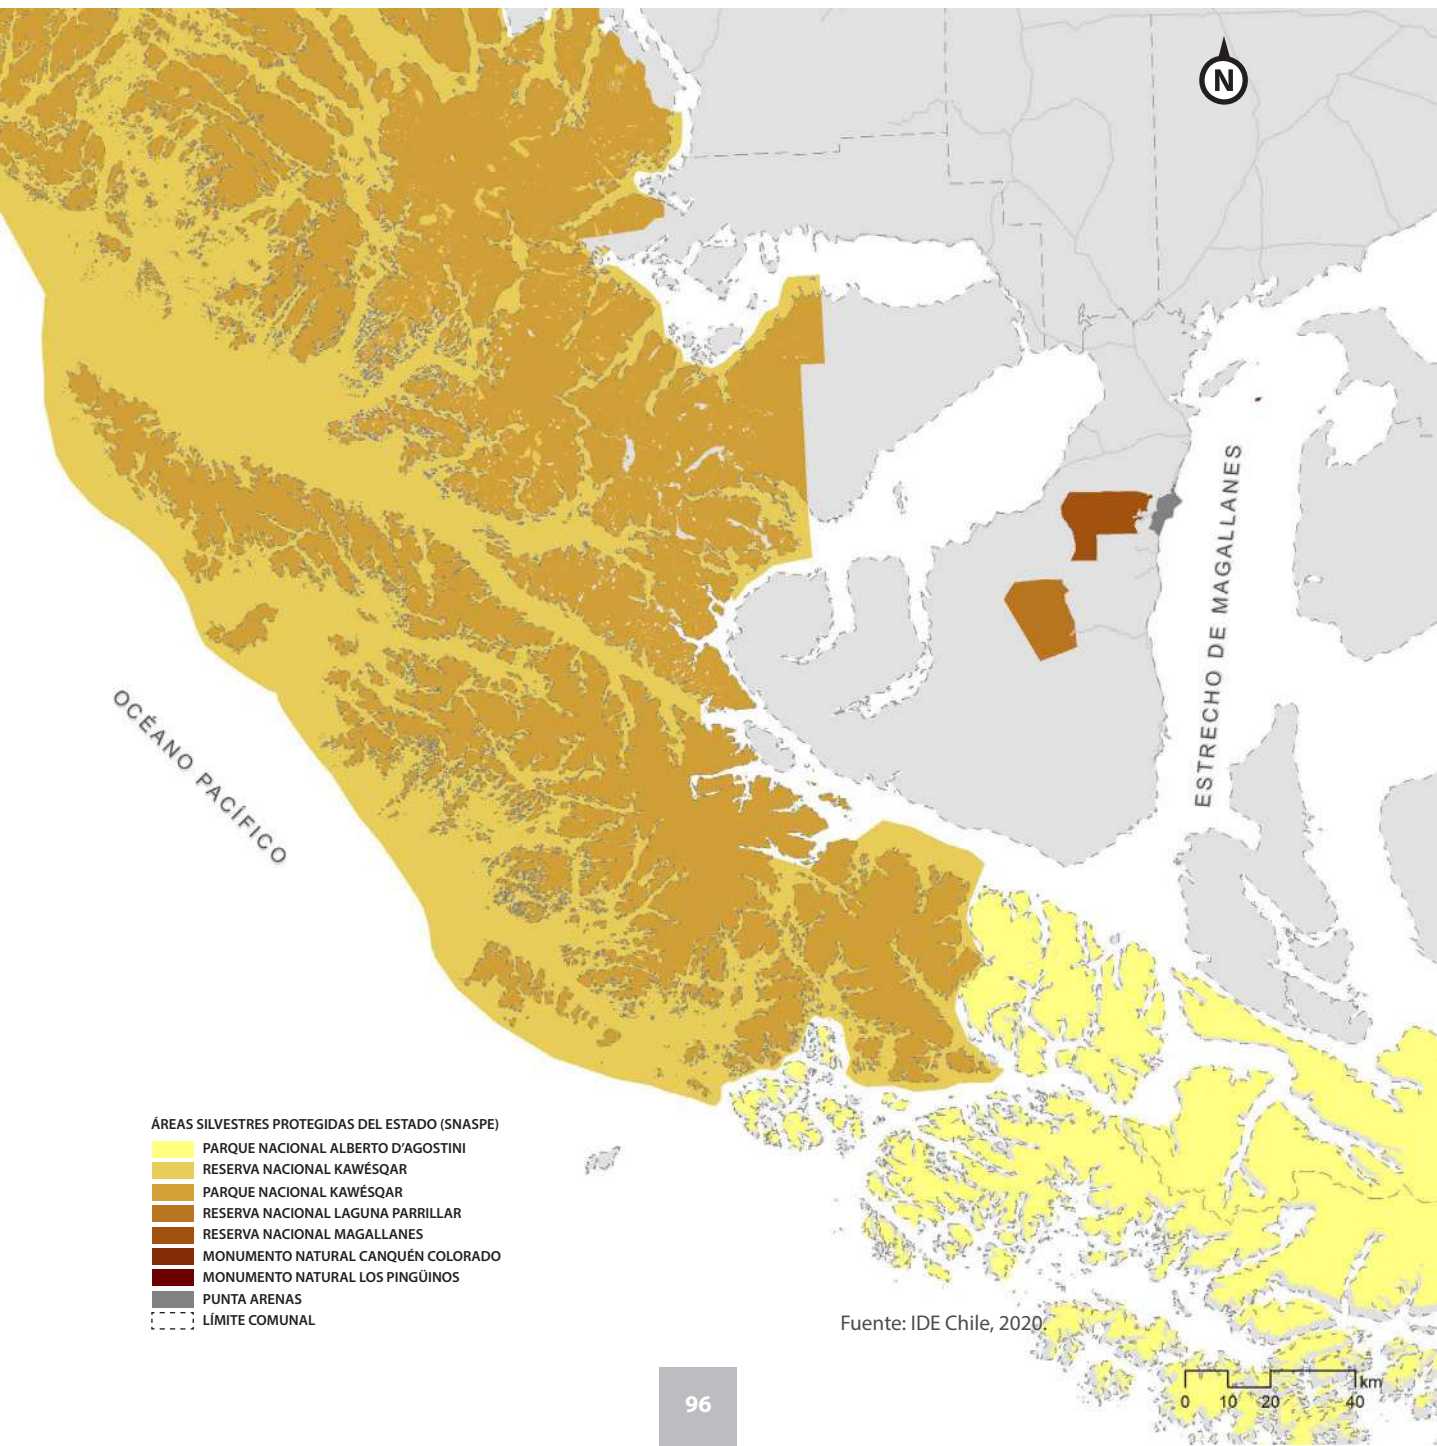 N
ESTRECHO DE MAGALLANES
OCÉANO PACÍFICO
ÁREAS SILVESTRES PROTEGIDAS DEL ESTADO (SNASPE)
PARQUE NACIONAL ALBERTO D'AGOSTINI
RESERVA NACIONAL KAWÉSQAR
PARQUE NACIONAL KAWÉSQAR
RESERVA NACIONAL LAGUNA PARRILLAR
RESERVA NACIONAL MAGALLANES
MONUMENTO NATURAL CANQUÉN COLORADO
MONUMENTO NATURAL LOS PINGÜINOS
PUNTA ARENAS
LÍMITE COMUNAL
Fuente: IDE Chile, 2020.
km
0 10 20 40
96